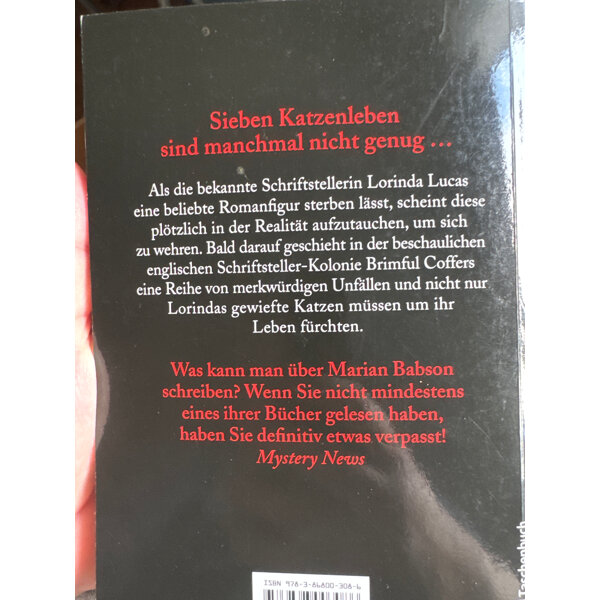 Sieben Katzenleben
sind manchmal nicht genug ...
Als die bekannte Schriftstellerin Lorinda Lucas
eine beliebte Romanfigur sterben lässt, scheint diese
plötzlich in der Realität aufzutauchen, um sich
zu wehren. Bald darauf geschieht in der beschaulichen
englischen Schriftsteller-Kolonie Brimful Coffers
eine Reihe von merkwürdigen Unfällen und nicht nur
Lorindas gewiefte Katzen müssen um ihr
Leben fürchten.
Was kann man über Marian Babson
schreiben? Wenn Sie nicht mindestens
eines ihrer Bücher gelesen haben,
haben Sie definitiv etwas verpasst!
Mystery News
ISBN 978-3-86800-308-6
Taschenbuch